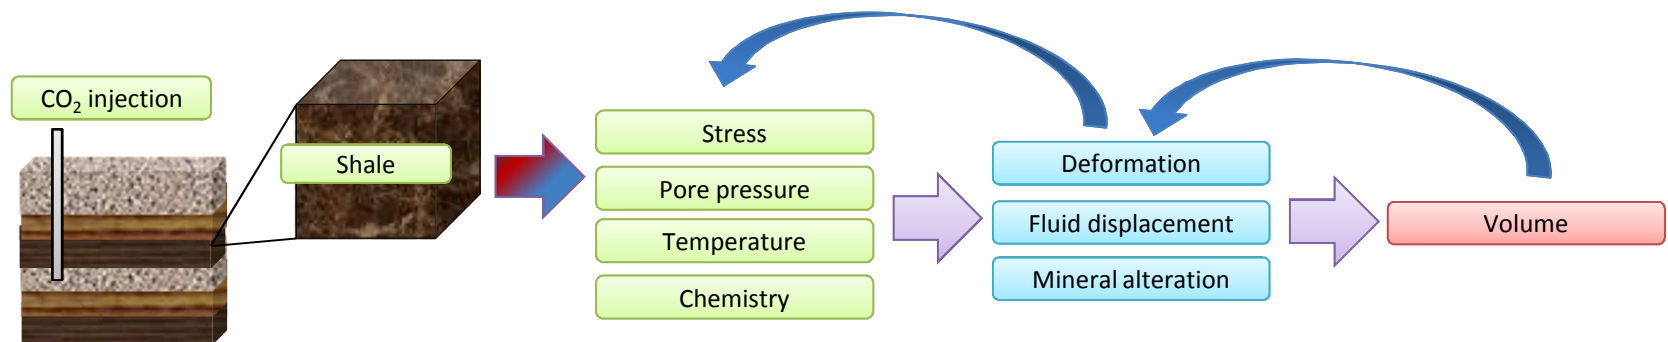 CO₂ injection
Shale
Stress
Pore pressure
Temperature
Chemistry
Deformation
Fluid displacement
Mineral alteration
Volume